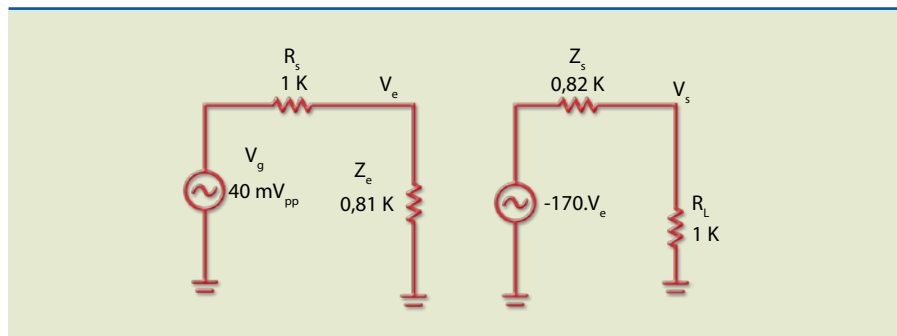 R_s
1 K
V_e
V_g
40 mV_pp
Z_e
0,81 K
Z_s
0,82 K
V_s
-170.V_e
R_L
1 K